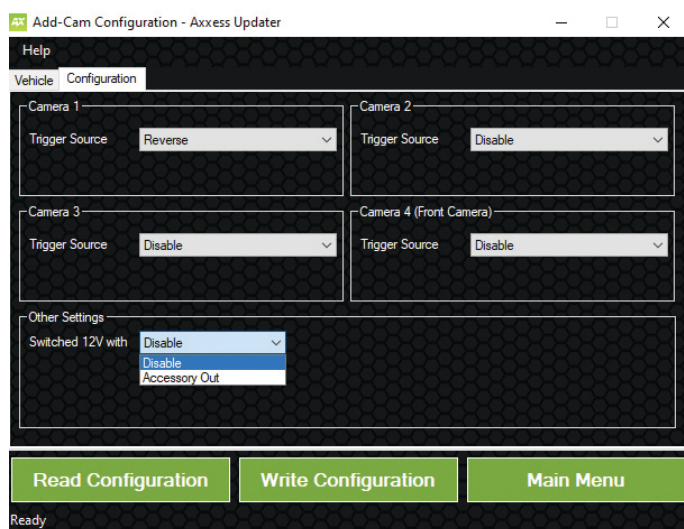 AX Add-Cam Configuration - Axxess Updater
Help
Vehicle Configuration
Camera 1
Trigger Source Reverse
Camera 2
Trigger Source Disable
Camera 3
Trigger Source Disable
Camera 4 (Front Camera)
Trigger Source Disable
Other Settings
Switched 12V with Disable
Disable
Accessory Out
Read Configuration Write Configuration Main Menu
Ready